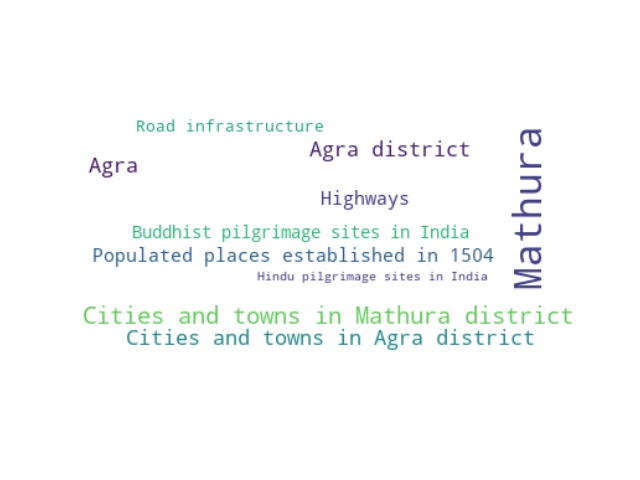 Road infrastructure
Agra district
Agra
Highways
Mathura
Buddhist pilgrimage sites in India
Populated places established in 1504
Hindu pilgrimage sites in India
Cities and towns in Mathura district
Cities and towns in Agra district